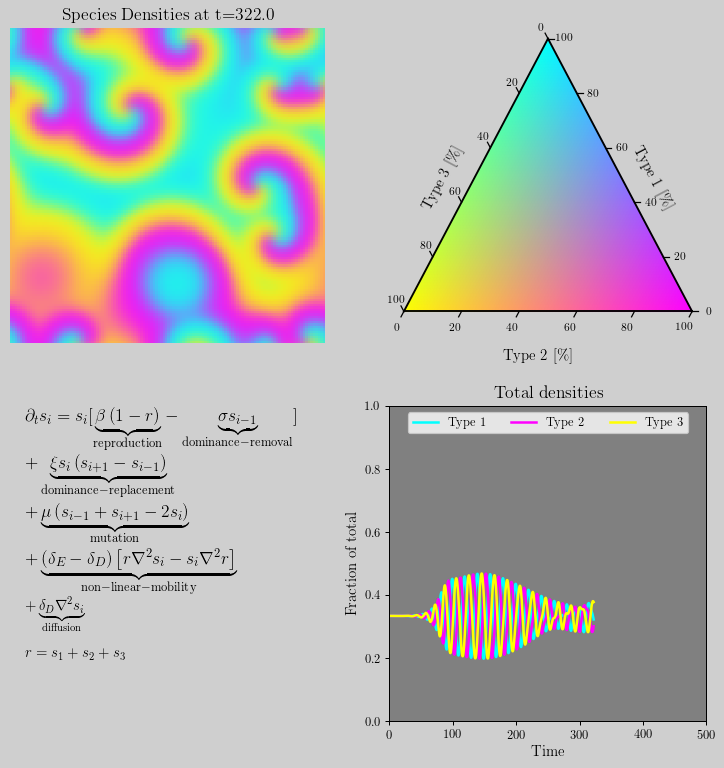 Species Densities at t=322.0
0
100
20
80
40
60
Type 3 [%]
Type 1 [%]
60
40
80
20
100
0
0
20
40
60
80
100
Type 2 [%]
∂ₜsᵢ = sᵢ[ β (1 − r) − σsᵢ₋₁ ]
reproduction
dominance−removal
+ ξsᵢ (sᵢ₊₁ − sᵢ₋₁)
dominance−replacement
+ μ (sᵢ₋₁ + sᵢ₊₁ − 2sᵢ)
mutation
+ (δ_E − δ_D) [r∇²sᵢ − sᵢ∇²r]
non−linear−mobility
+ δ_D∇²sᵢ
diffusion
r = s₁ + s₂ + s₃
Total densities
Type 1
Type 2
Type 3
1.0
0.8
0.6
0.4
0.2
0.0
Fraction of total
0
100
200
300
400
500
Time